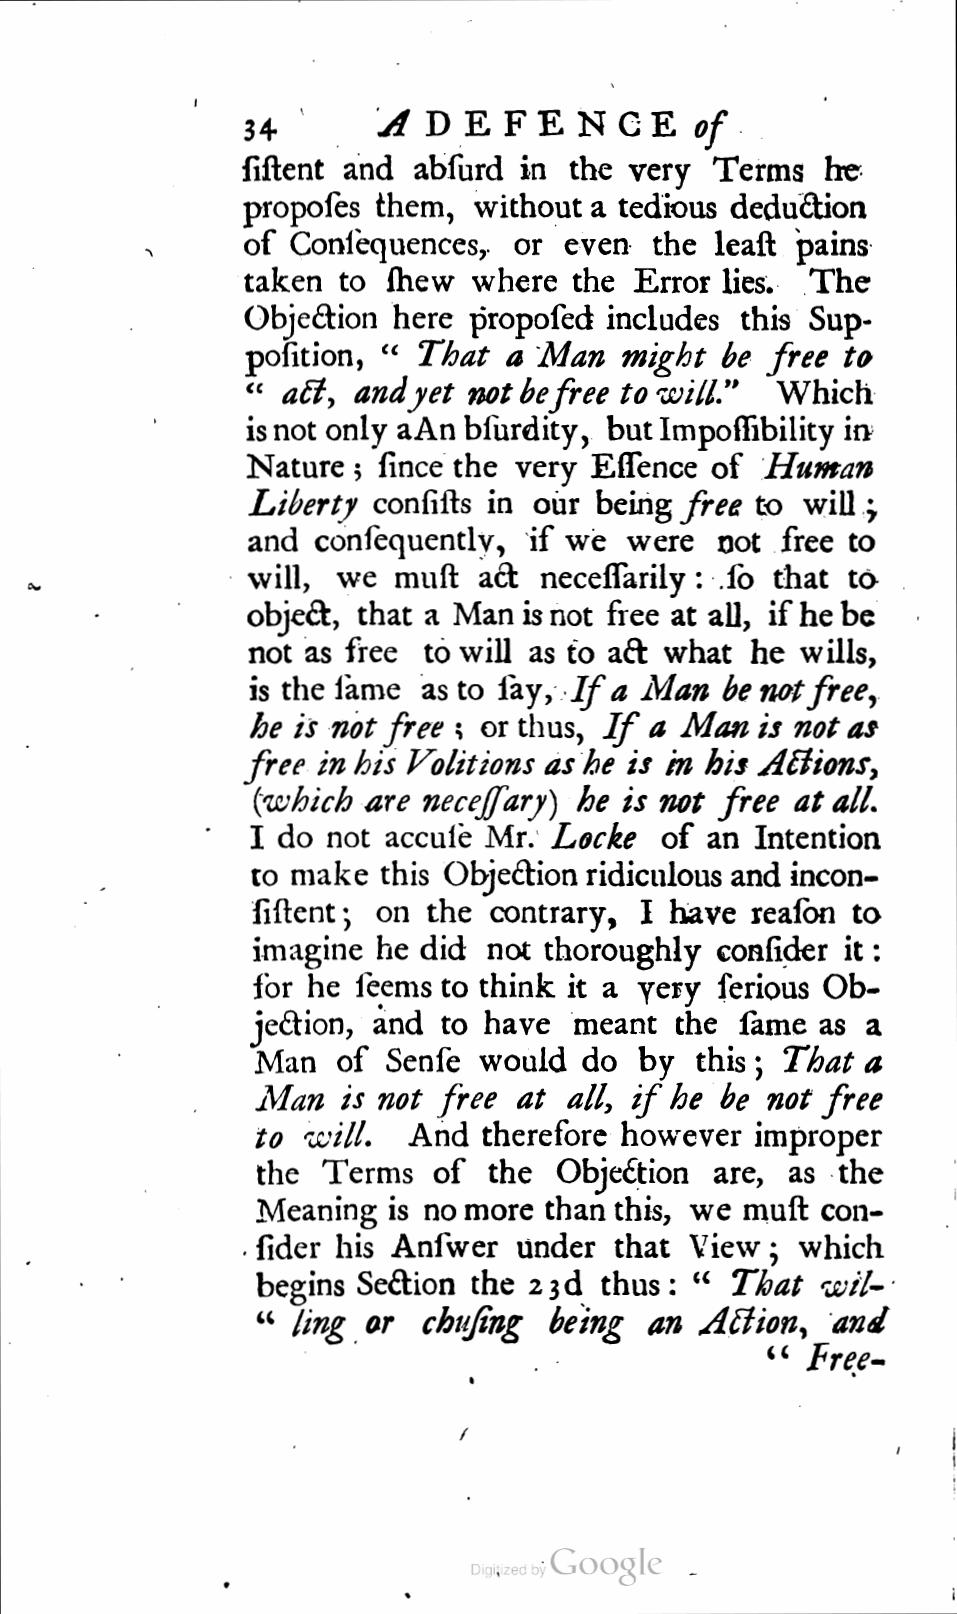 34 A DEFENCE of
ſiſtent and abſurd in the very Terms he
propoſes them, without a tedious deduction
of Conſequences, or even the leaſt pains
taken to ſhew where the Error lies. The
Objection here propoſed includes this Sup-
poſition, “ That a Man might be free to
“ act, and yet not be free to will.” Which
is not only aAn bſurdity, but Impoſſibility in
Nature ; ſince the very Eſſence of Human
Liberty conſiſts in our being free to will ;
and conſequently, if we were not free to
will, we muſt act neceſſarily : ſo that to
object, that a Man is not free at all, if he be
not as free to will as to act what he wills,
is the ſame as to ſay, If a Man be not free,
he is not free ; or thus, If a Man is not as
free in his Volitions as he is in his Actions,
(which are neceſſary) he is not free at all.
I do not accuſe Mr. Locke of an Intention
to make this Objection ridiculous and incon-
ſiſtent ; on the contrary, I have reaſon to
imagine he did not thoroughly conſider it :
for he ſeems to think it a very ſerious Ob-
jection, and to have meant the ſame as a
Man of Senſe would do by this ; That a
Man is not free at all, if he be not free
to will. And therefore however improper
the Terms of the Objection are, as the
Meaning is no more than this, we muſt con-
ſider his Anſwer under that View ; which
begins Section the 23d thus : “ That wil-
“ ling or chuſing being an Action, and
“ Free-
Digitized by Google